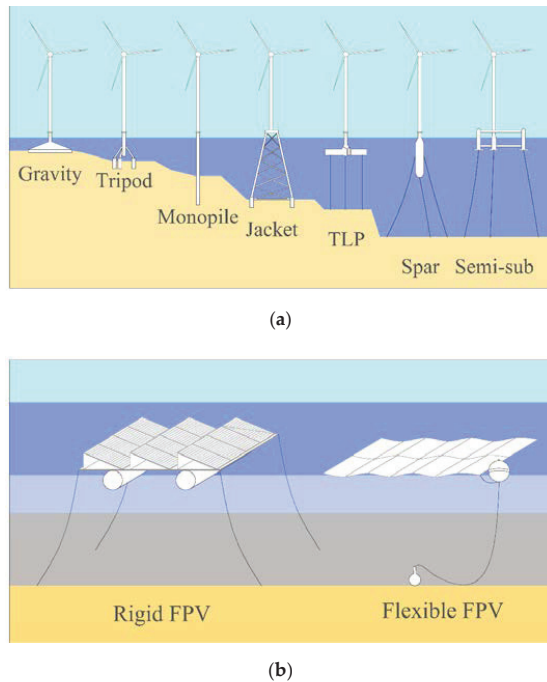 Gravity
Tripod
Monopile
Jacket
TLP
Spar
Semi-sub
(a)
Rigid FPV
Flexible FPV
(b)